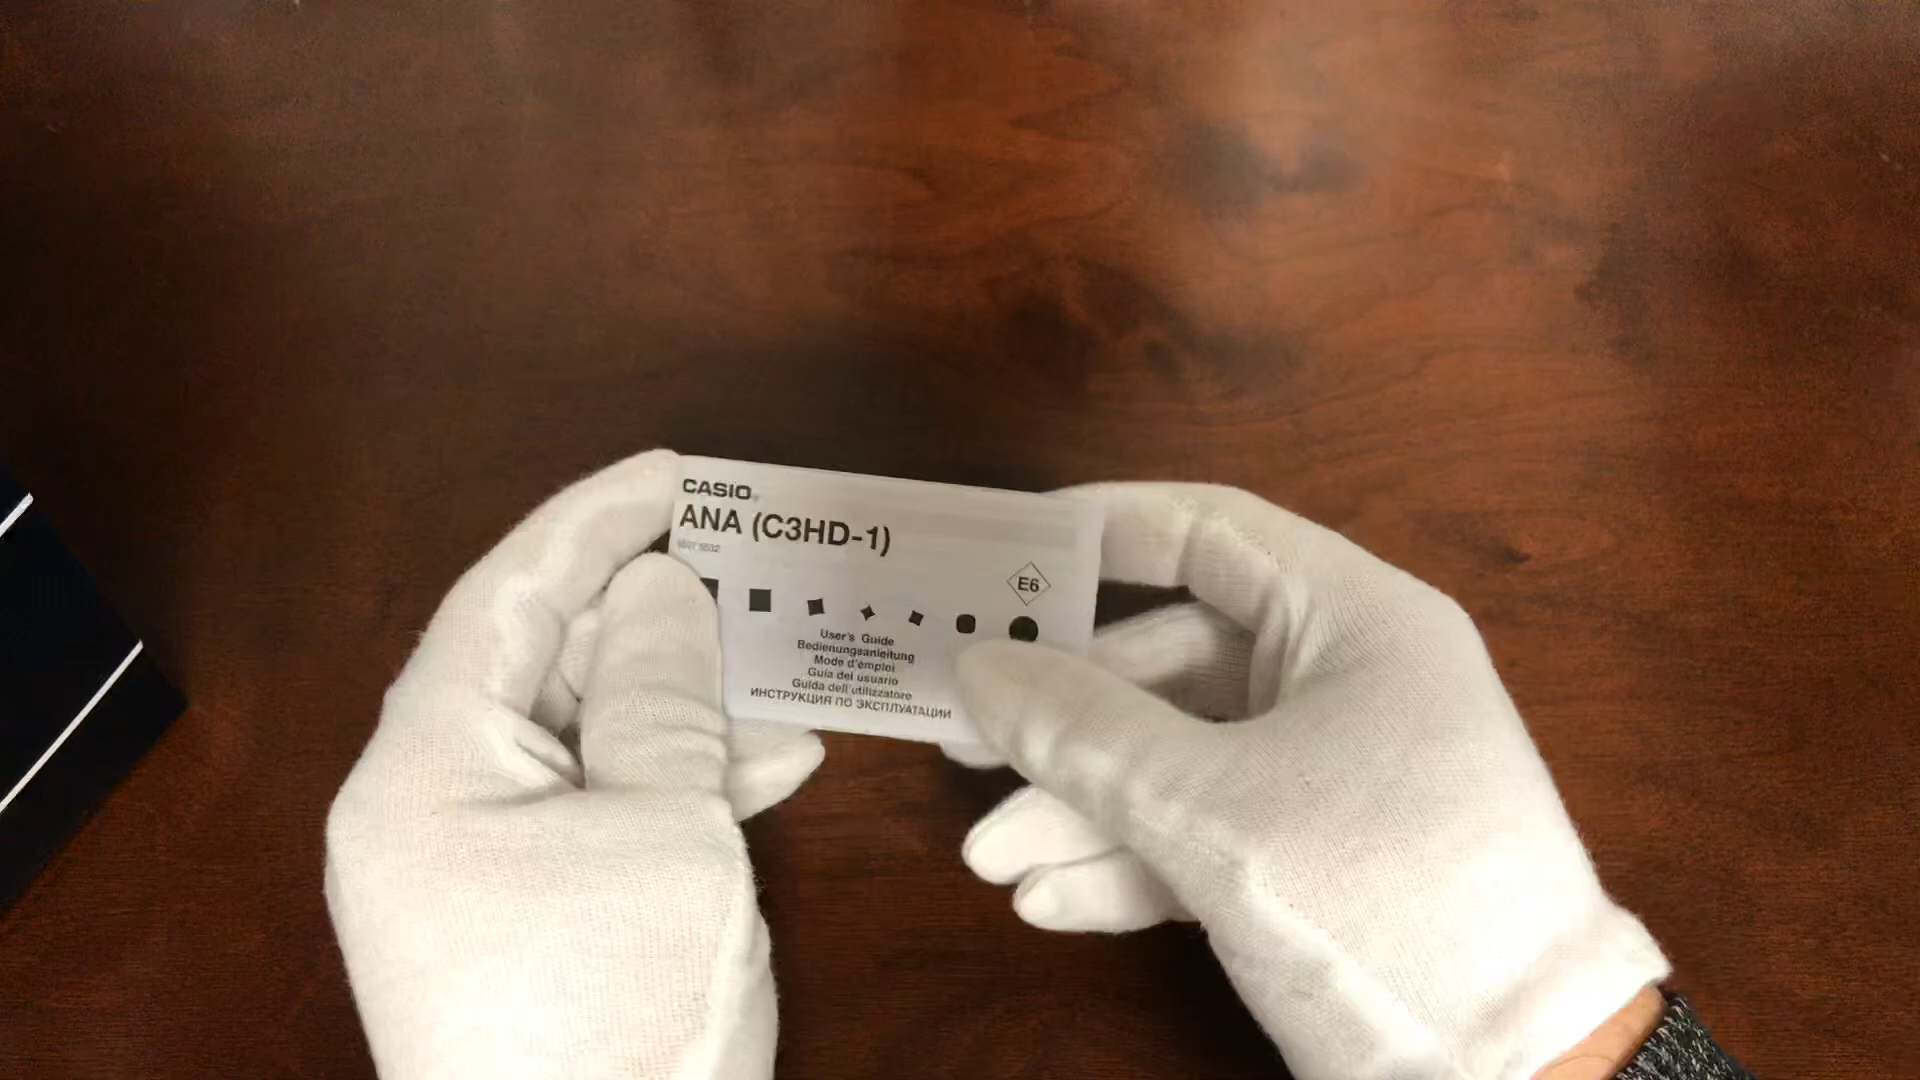 CASIO
ANA (C3HD-1)
E6
User's Guide
Bedienungsanleitung
Mode d'emploi
Guía del usuario
Guida dell'utilizzatore
ИНСТРУКЦИЯ ПО ЭКСПЛУАТАЦИИ